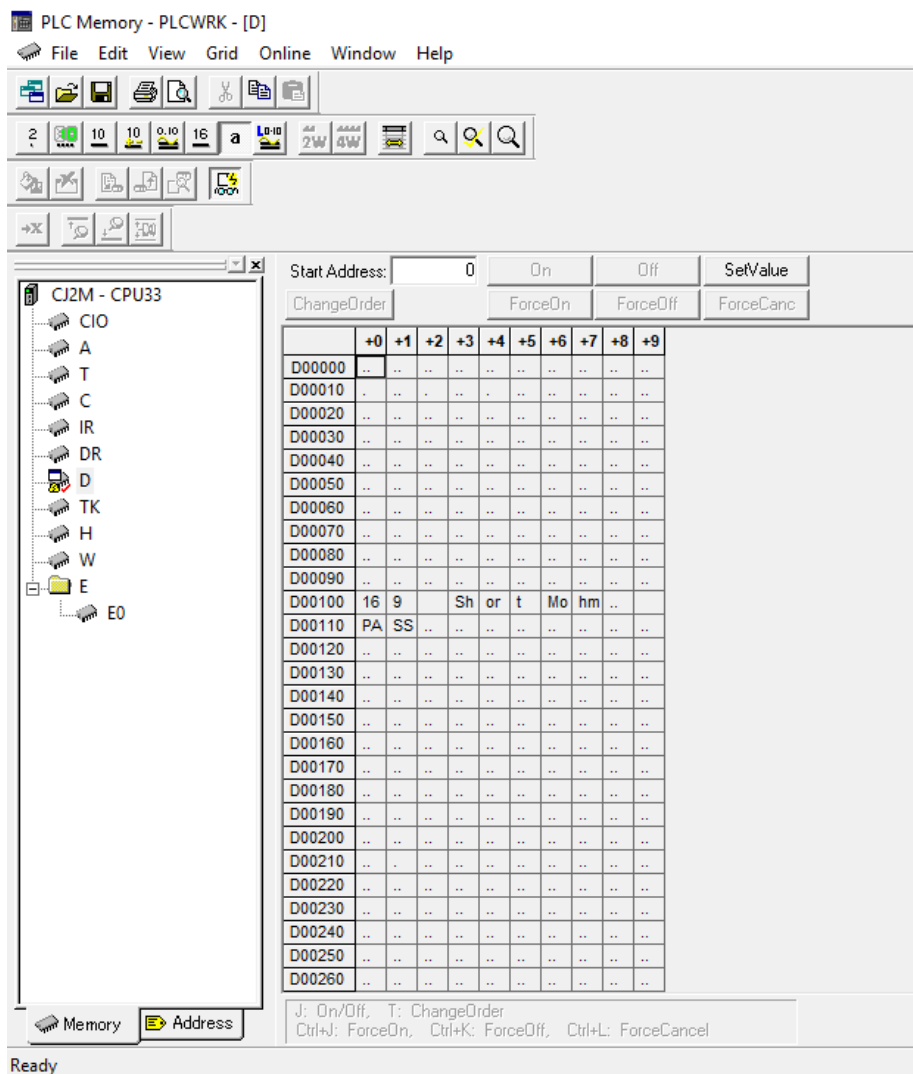 PLC Memory - PLCWRK - [D]
File Edit View Grid Online Window Help
2 10 10 0.10 16 a 2W 4W
Start Address: 0 On Off SetValue
ChangeOrder ForceOn ForceOff ForceCanc
CJ2M - CPU33
CIO
A
T
C
IR
DR
D
TK
H
W
E
E0
Memory Address
+0 +1 +2 +3 +4 +5 +6 +7 +8 +9
D00000 .. .. .. .. .. .. .. .. .. ..
D00010 . .. . .. . .. .. .. .. ..
D00020 .. .. .. .. .. .. .. .. .. ..
D00030 .. .. .. .. .. .. .. .. .. ..
D00040 .. .. .. .. .. .. .. .. .. ..
D00050 .. .. .. .. .. .. .. .. .. ..
D00060 .. .. .. .. .. .. .. .. .. ..
D00070 .. .. .. .. .. .. .. .. .. ..
D00080 .. .. .. .. .. .. .. .. .. ..
D00090 .. .. .. .. .. .. .. .. .. ..
D00100 16 9 Sh or t Mo hm ..
D00110 PA SS .. .. .. .. .. .. .. ..
D00120 .. .. .. .. .. .. .. .. .. ..
D00130 .. .. .. .. .. .. .. .. .. ..
D00140 .. .. .. .. .. .. .. .. .. ..
D00150 .. .. .. .. .. .. .. .. .. ..
D00160 .. .. .. .. .. .. .. .. .. ..
D00170 .. .. .. .. .. .. .. .. .. ..
D00180 .. .. .. .. .. .. .. .. .. ..
D00190 .. .. .. .. .. .. .. .. .. ..
D00200 .. .. .. .. .. .. .. .. .. ..
D00210 .. . .. .. .. .. .. .. .. ..
D00220 .. .. .. .. .. .. .. .. .. ..
D00230 .. .. .. .. .. .. .. .. .. ..
D00240 .. .. .. .. .. .. .. .. .. ..
D00250 .. .. .. .. .. .. .. .. .. ..
D00260 .. .. .. .. .. .. .. .. .. ..
J: On/Off, T: ChangeOrder
Ctrl+J: ForceOn, Ctrl+K: ForceOff, Ctrl+L: ForceCancel
Ready